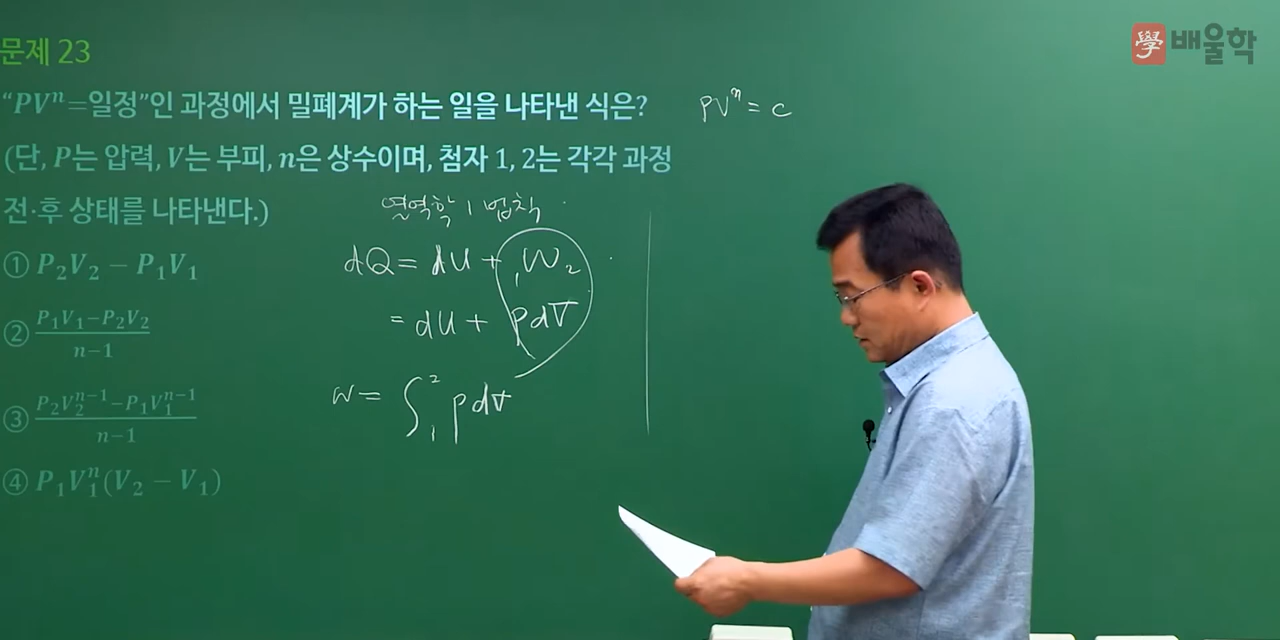 學 배울학
문제 23
“PVⁿ=일정”인 과정에서 밀폐계가 하는 일을 나타낸 식은?
(단, P는 압력, V는 부피, n은 상수이며, 첨자 1, 2는 각각 과정
전·후 상태를 나타낸다.)
① P₂V₂ − P₁V₁
② (P₁V₁−P₂V₂)/(n−1)
③ (P₂V₂ⁿ⁻¹−P₁V₁ⁿ⁻¹)/(n−1)
④ P₁V₁ⁿ(V₂ − V₁)
열역학 1 법칙
dQ = dU + ₁W₂
= dU + pdV
W = ∫₁² pdV
PVⁿ = C